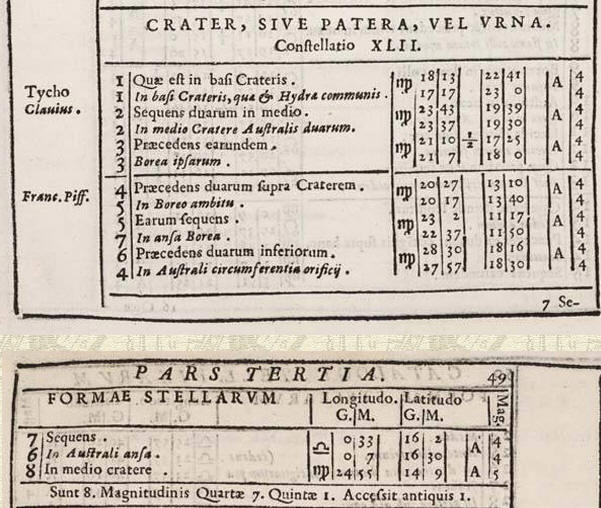 CRATER, SIVE PATERA, VEL VRNA.
Conſtellatio XLII.
Tycho
Clauius.
1 Quæ eſt in baſi Crateris. ♍ 18 13 22 41 A 4
1 In baſi Crateris, quæ & Hydræ communis. 17 17 23 0 4
2 Sequens duarum in medio. ♍ 23 43 19 39 A 4
2 In medio Cratere Auſtralis duarum. 23 37 19 30 4
3 Præcedens earundem. ♍ 21 10 1/2 17 25 A 4
3 Borea ipſarum. 21 7 18 0 4
Franc. Piff.
4 Præcedens duarum ſupra Craterem. ♍ 20 27 13 10 A 4
5 In Boreo ambitu. 20 17 13 40 4
5 Earum ſequens. ♍ 23 2 11 17 A 4
7 In anſa Borea. 22 37 11 50 4
6 Præcedens duarum inferiorum. ♍ 28 30 18 16 A 4
4 In Auſtrali circumferentia orificij. 27 57 18 30 4
7 Se-
PARS TERTIA. 49
FORMAE STELLARVM Longitudo. Latitudo Mag.
G. M. G. M.
7 Sequens. ♎ 0 33 16 2 A 4
6 In Auſtrali anſa. 0 7 16 30 4
8 In medio cratere. ♍ 24 55 14 9 A 5
Sunt 8. Magnitudinis Quartæ 7. Quintæ 1. Acceſsit antiquis 1.